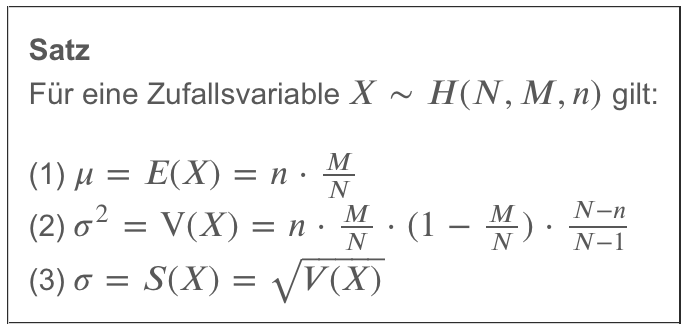 Satz
Für eine Zufallsvariable X ∼ H(N, M, n) gilt:
(1) μ = E(X) = n · M/N
(2) σ² = V(X) = n · M/N · (1 − M/N) · (N−n)/(N−1)
(3) σ = S(X) = √V(X)